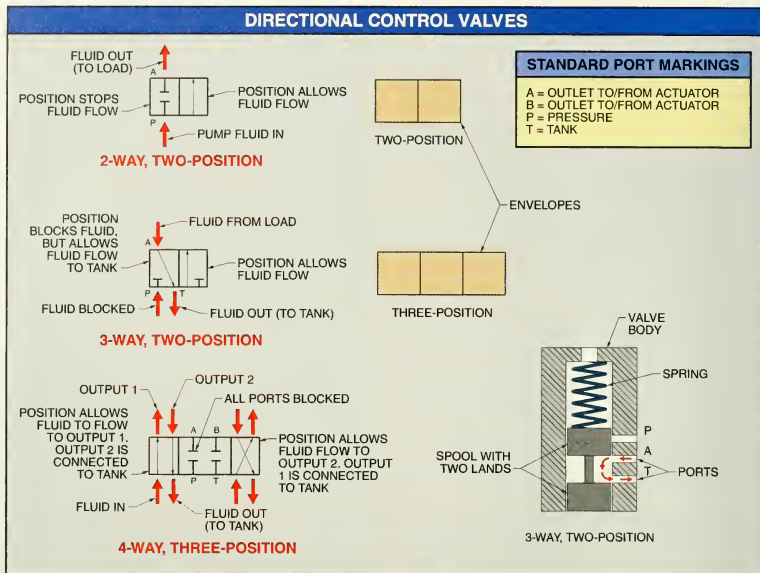 DIRECTIONAL CONTROL VALVES
FLUID OUT
(TO LOAD)
A
POSITION STOPS
FLUID FLOW
POSITION ALLOWS
FLUID FLOW
P
PUMP FLUID IN
2-WAY, TWO-POSITION
TWO-POSITION
STANDARD PORT MARKINGS
A = OUTLET TO/FROM ACTUATOR
B = OUTLET TO/FROM ACTUATOR
P = PRESSURE
T = TANK
ENVELOPES
POSITION
BLOCKS FLUID,
BUT ALLOWS
FLUID FLOW
TO TANK
FLUID FROM LOAD
A
POSITION ALLOWS
FLUID FLOW
P
T
FLUID BLOCKED
FLUID OUT (TO TANK)
3-WAY, TWO-POSITION
THREE-POSITION
OUTPUT 1
OUTPUT 2
ALL PORTS BLOCKED
POSITION ALLOWS
FLUID TO FLOW
TO OUTPUT 1.
OUTPUT 2 IS
CONNECTED
TO TANK
A B
P T
POSITION ALLOWS
FLUID FLOW TO
OUTPUT 2. OUTPUT
1 IS CONNECTED
TO TANK
FLUID IN
FLUID OUT
(TO TANK)
4-WAY, THREE-POSITION
VALVE
BODY
SPRING
P
A
T
SPOOL WITH
TWO LANDS
PORTS
3-WAY, TWO-POSITION